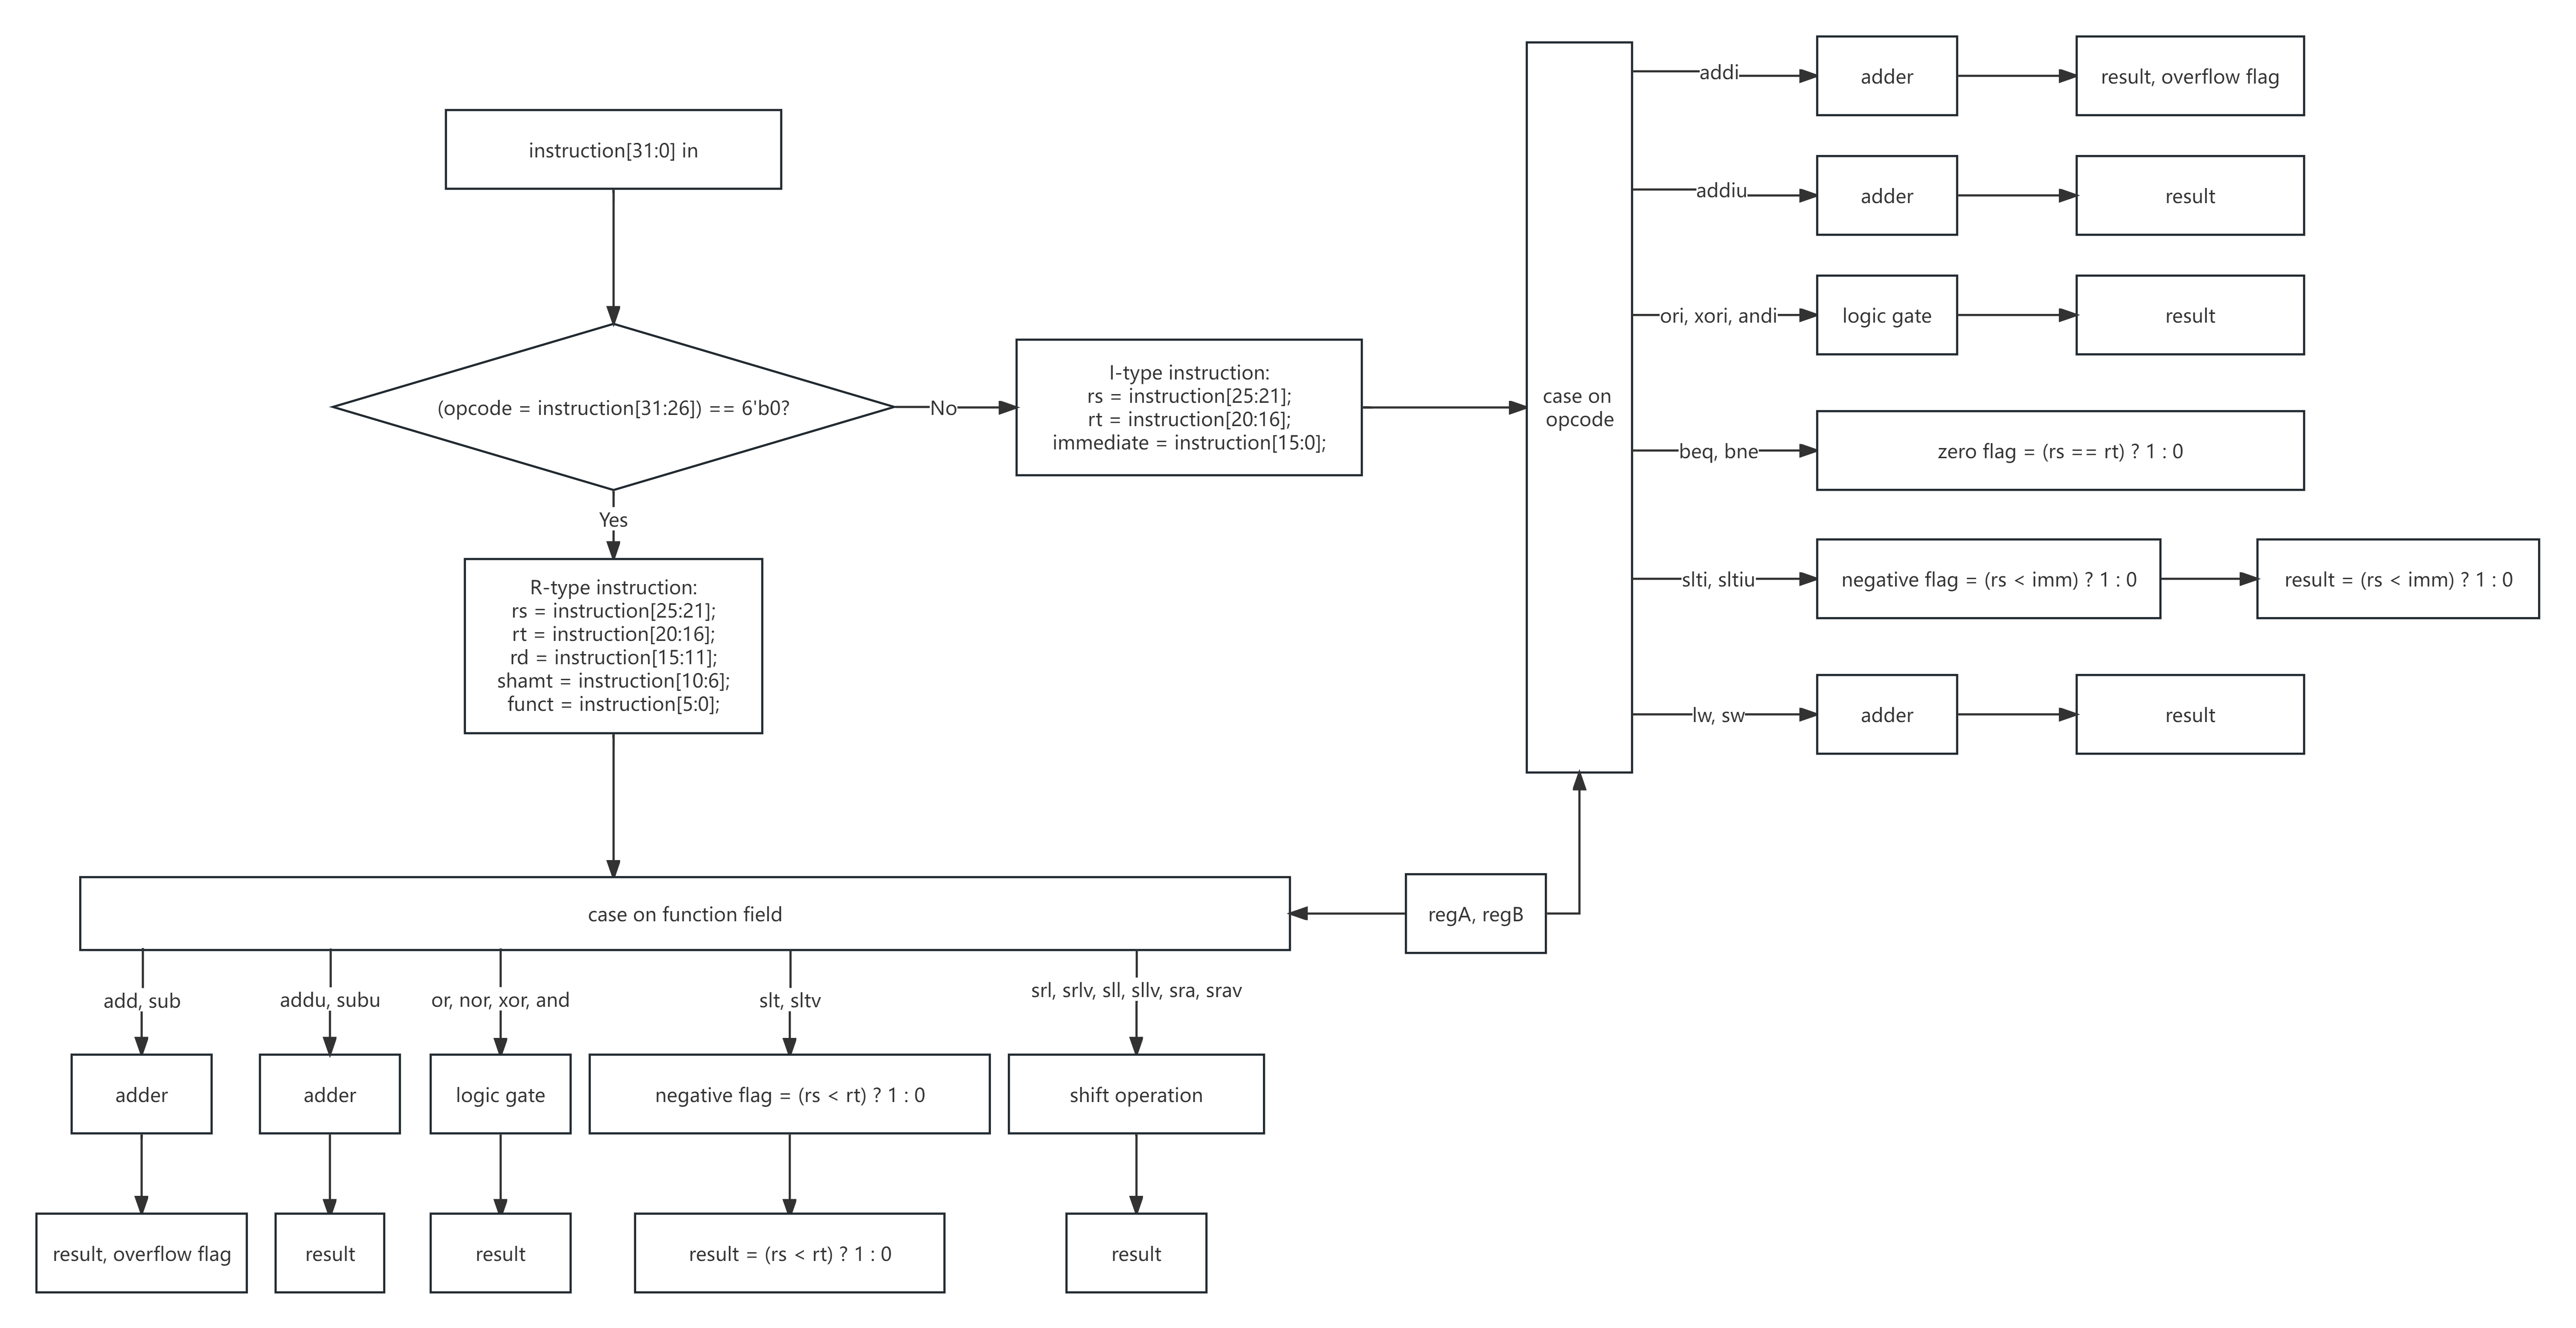 instruction[31:0] in
(opcode = instruction[31:26]) == 6'b0?
No
I-type instruction:
rs = instruction[25:21];
rt = instruction[20:16];
immediate = instruction[15:0];
case on
opcode
addi
adder
result, overflow flag
addiu
adder
result
ori, xori, andi
logic gate
result
beq, bne
zero flag = (rs == rt) ? 1 : 0
slti, sltiu
negative flag = (rs < imm) ? 1 : 0
result = (rs < imm) ? 1 : 0
lw, sw
adder
result
Yes
R-type instruction:
rs = instruction[25:21];
rt = instruction[20:16];
rd = instruction[15:11];
shamt = instruction[10:6];
funct = instruction[5:0];
case on function field
regA, regB
add, sub
addu, subu
or, nor, xor, and
slt, sltv
srl, srlv, sll, sllv, sra, srav
adder
adder
logic gate
negative flag = (rs < rt) ? 1 : 0
shift operation
result, overflow flag
result
result
result = (rs < rt) ? 1 : 0
result